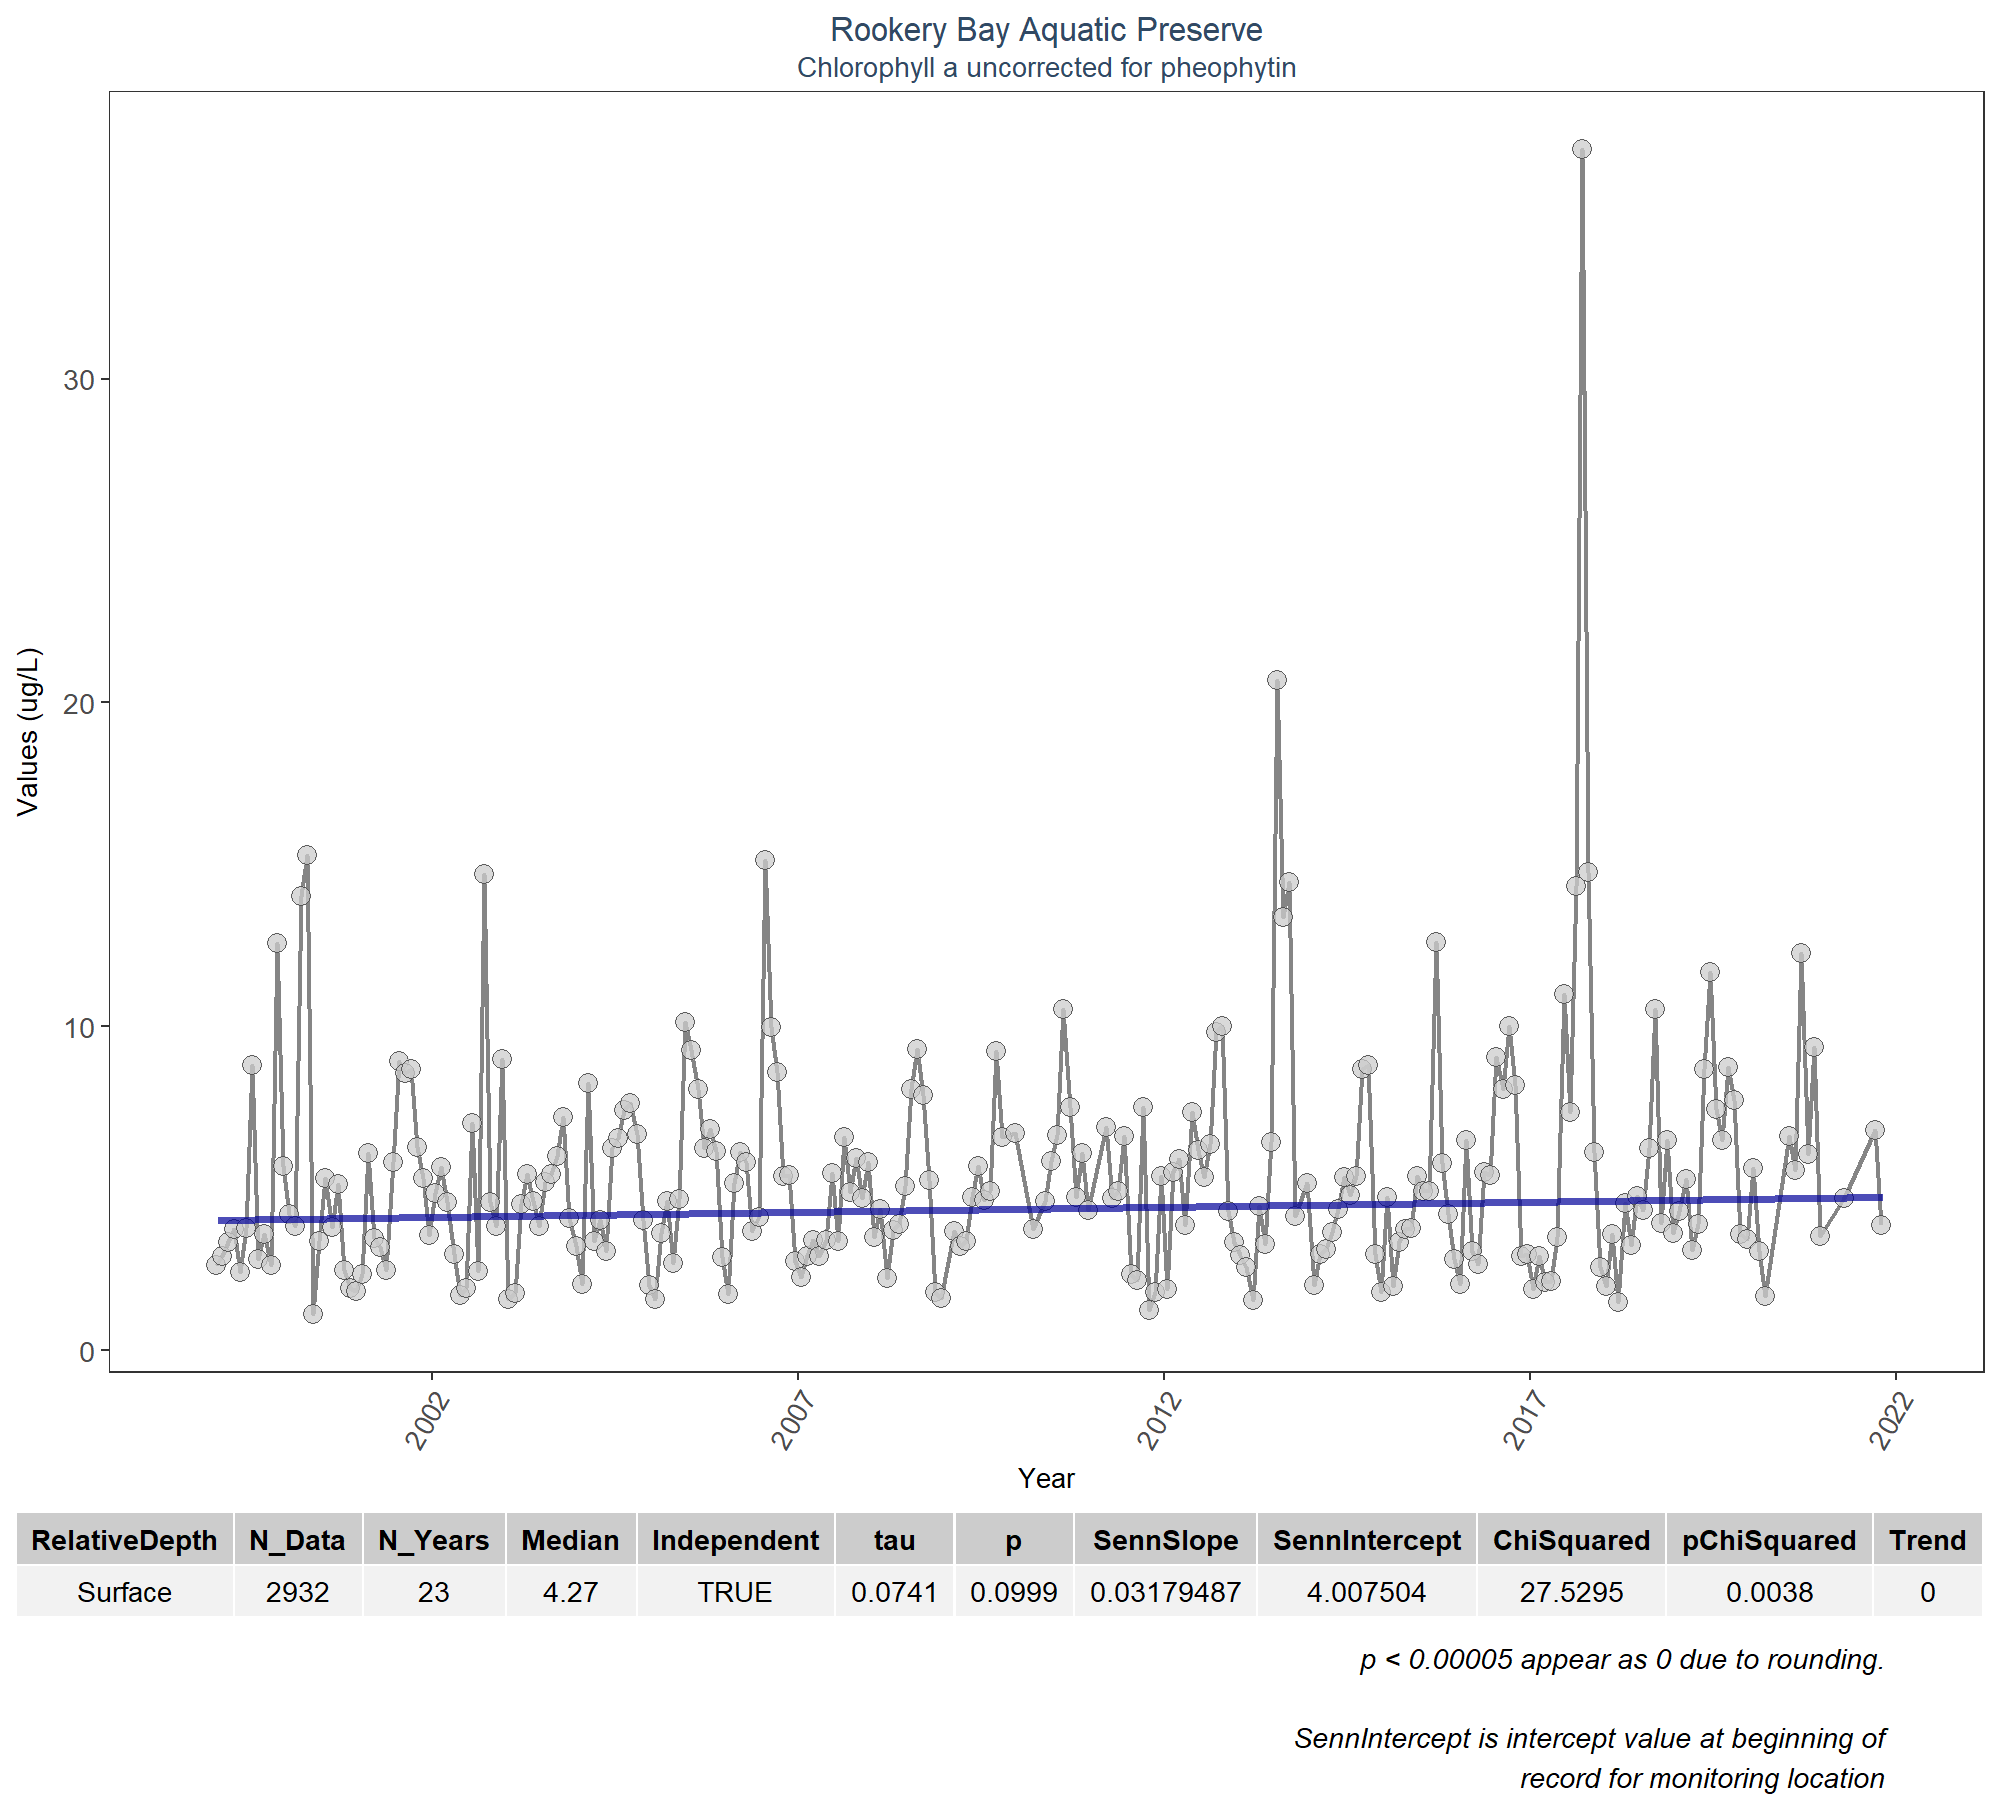 Rookery Bay Aquatic Preserve
Chlorophyll a uncorrected for pheophytin
Values (ug/L)
30
20
10
0
2002 2007 2012 2017 2022
Year
RelativeDepth N_Data N_Years Median Independent tau p SennSlope SennIntercept ChiSquared pChiSquared Trend
Surface 2932 23 4.27 TRUE 0.0741 0.0999 0.03179487 4.007504 27.5295 0.0038 0
p < 0.00005 appear as 0 due to rounding.
SennIntercept is intercept value at beginning of
record for monitoring location